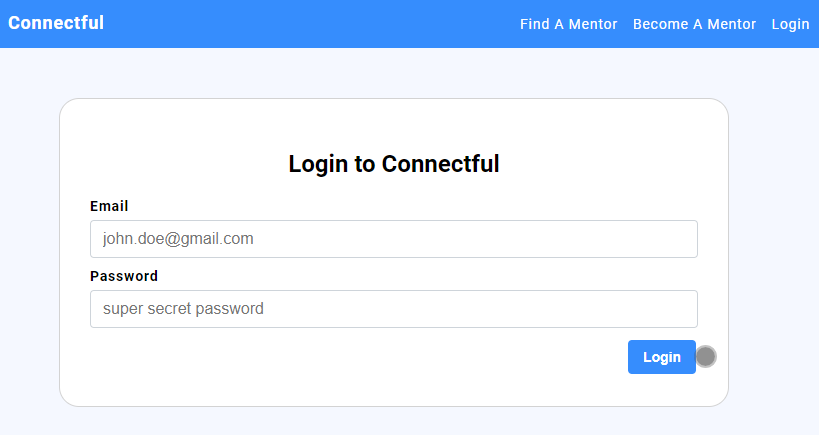 Connectful
Find A Mentor Become A Mentor Login
Login to Connectful
Email
john.doe@gmail.com
Password
super secret password
Login